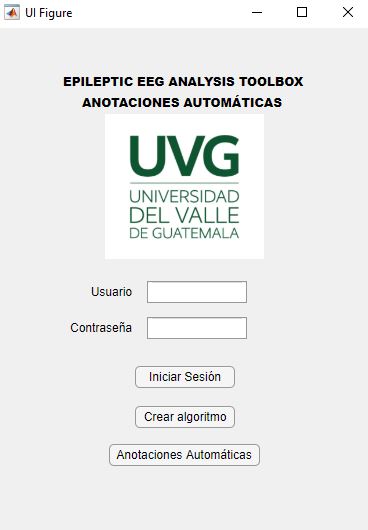 UI Figure
EPILEPTIC EEG ANALYSIS TOOLBOX
ANOTACIONES AUTOMÁTICAS
UVG
UNIVERSIDAD
DEL VALLE
DE GUATEMALA
Usuario
Contraseña
Iniciar Sesión
Crear algoritmo
Anotaciones Automáticas